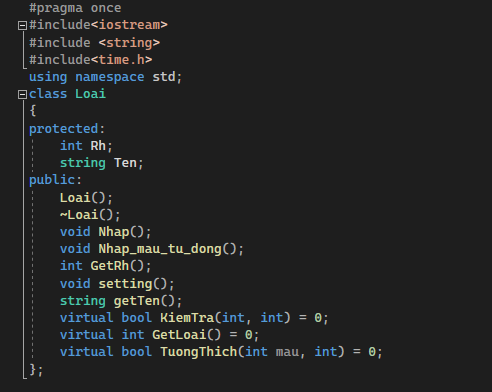 #pragma once
#include<iostream>
#include <string>
#include<time.h>
using namespace std;
class Loai
{
protected:
    int Rh;
    string Ten;
public:
    Loai();
    ~Loai();
    void Nhap();
    void Nhap_mau_tu_dong();
    int GetRh();
    void setting();
    string getTen();
    virtual bool KiemTra(int, int) = 0;
    virtual int GetLoai() = 0;
    virtual bool TuongThich(int mau, int) = 0;
};